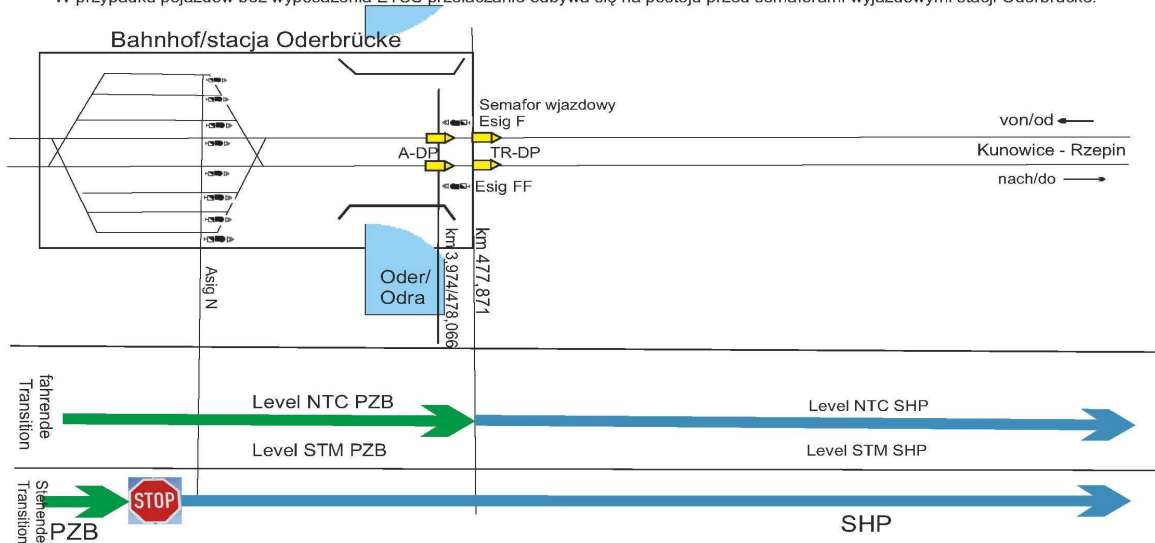 W przypadku pojazdów bez wyposażenia ETCS przełączanie odbywa się na postoju przed semaforami wyjazdowymi stacji Oderbrücke.
Bahnhof/stacja Oderbrücke
Semafor wjazdowy
Esig F
von/od
A-DP
TR-DP
Kunowice - Rzepin
nach/do
Esig FF
Asig N
Oder/
Odra
km 3,974/478,066
km 477,871
fahrende
Transition
Level NTC PZB
Level NTC SHP
Level STM PZB
Level STM SHP
Stehende
Transition
PZB
STOP
SHP